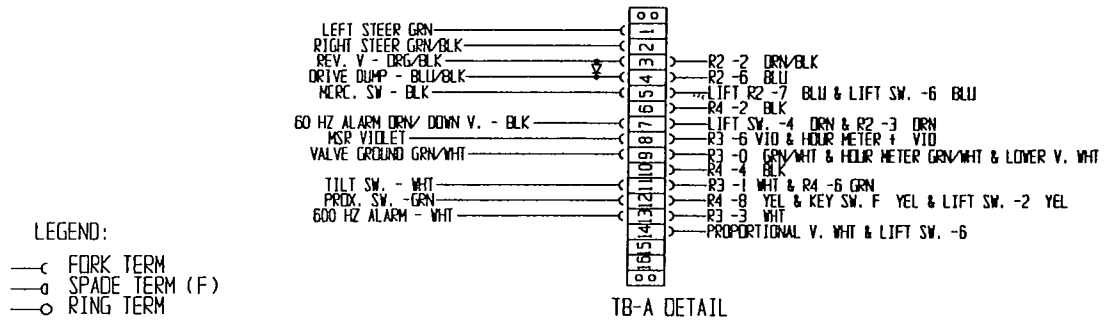 LEFT STEER GRN
RIGHT STEER GRN/BLK
REV. V - ORG/BLK
DRIVE DUMP - BLU/BLK
MERC. SW - BLK
60 HZ ALARM ORN/ DOWN V. - BLK
MSR VIOLET
VALVE GROUND GRN/WHT
TILT SW. - WHT
PROX. SW. -GRN
600 HZ ALARM - WHT
1
2
3
4
5
6
7
8
9
10
11
12
13
14
15
16
R2 -2 ORN/BLK
R2 -6 BLU
LIFT R2 -7 BLU & LIFT SW. -6 BLU
R4 -2 BLK
LIFT SW. -4 ORN & R2 -3 ORN
R3 -6 VIO & HOUR METER + VIO
R3 -0 GRN/WHT & HOUR METER GRN/WHT & LOWER V. WHT
R4 -4 BLK
R3 -1 WHT & R4 -6 GRN
R4 -8 YEL & KEY SW. F YEL & LIFT SW. -2 YEL
R3 -3 WHT
PROPORTIONAL V. WHT & LIFT SW. -6
TB-A DETAIL
LEGEND:
FORK TERM
SPADE TERM (F)
RING TERM